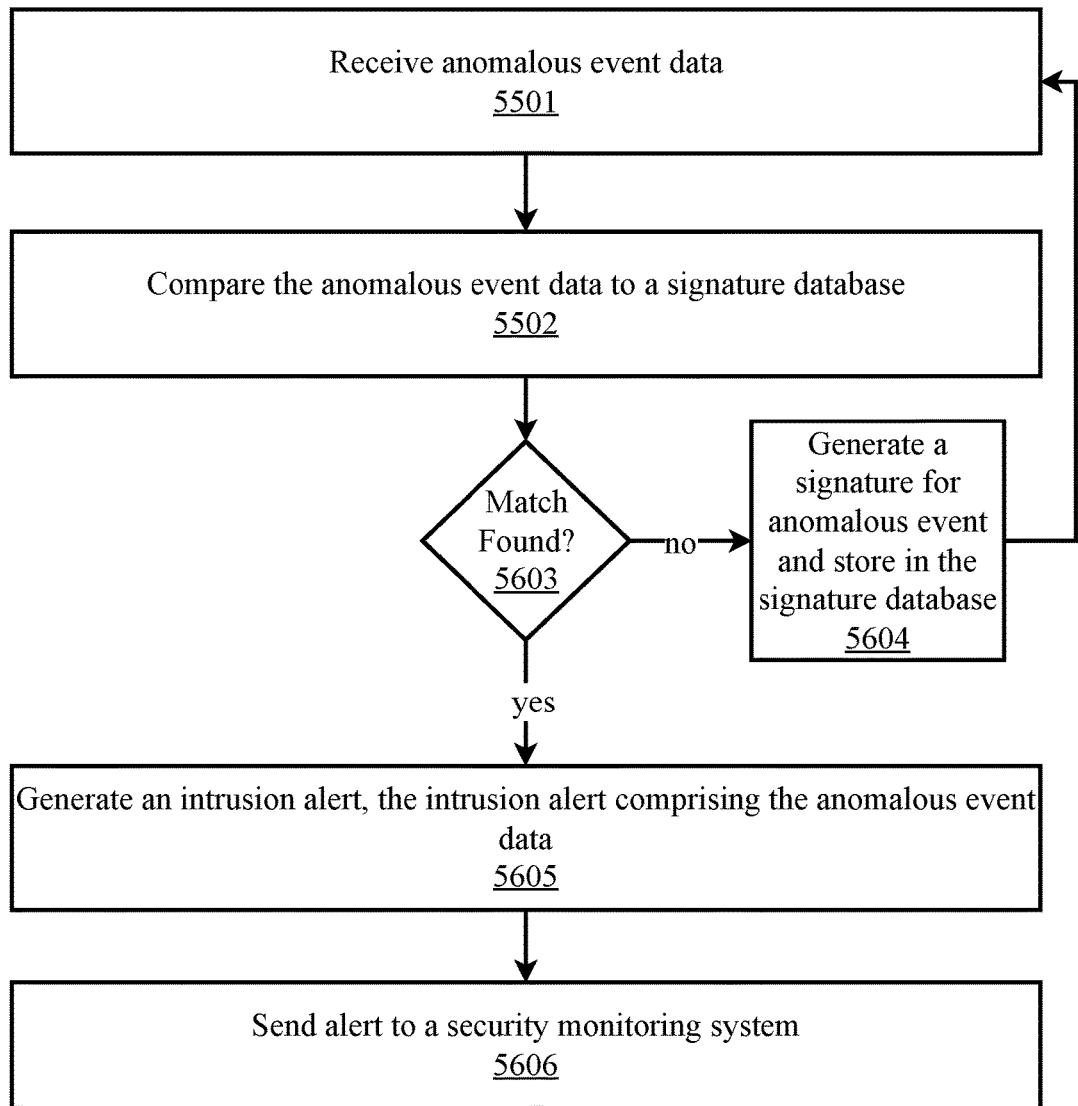 Receive anomalous event data
5501
Compare the anomalous event data to a signature database
5502
Match
Found?
5603
no
Generate a
signature for
anomalous event
and store in the
signature database
5604
yes
Generate an intrusion alert, the intrusion alert comprising the anomalous event
data
5605
Send alert to a security monitoring system
5606